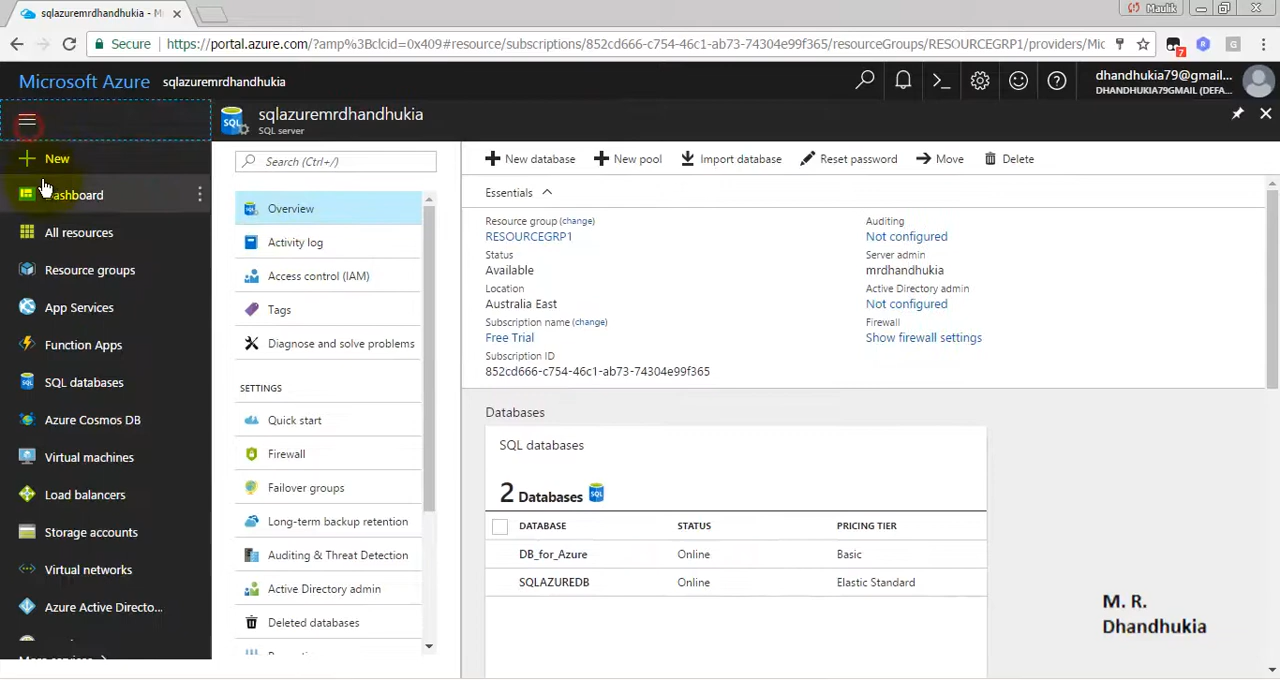 sqlazuremrdhandhukia - Mi
Maulik
Secure
https://portal.azure.com/?amp%3Bclcid=0x409#resource/subscriptions/852cd666-c754-46c1-ab73-74304e99f365/resourceGroups/RESOURCEGRP1/providers/Mic
7
G
Microsoft Azure
sqlazuremrdhandhukia
dhandhukia79@gmail...
DHANDHUKIA79GMAIL (DEFA...
New
Dashboard
All resources
Resource groups
App Services
Function Apps
SQL databases
Azure Cosmos DB
Virtual machines
Load balancers
Storage accounts
Virtual networks
Azure Active Directo...
More services
sqlazuremrdhandhukia
SQL server
Search (Ctrl+/)
Overview
Activity log
Access control (IAM)
Tags
Diagnose and solve problems
SETTINGS
Quick start
Firewall
Failover groups
Long-term backup retention
Auditing & Threat Detection
Active Directory admin
Deleted databases
New database
New pool
Import database
Reset password
Move
Delete
Essentials
Resource group (change)
RESOURCEGRP1
Status
Available
Location
Australia East
Subscription name (change)
Free Trial
Subscription ID
852cd666-c754-46c1-ab73-74304e99f365
Auditing
Not configured
Server admin
mrdhandhukia
Active Directory admin
Not configured
Firewall
Show firewall settings
Databases
SQL databases
2 Databases
DATABASE STATUS PRICING TIER
DB_for_Azure Online Basic
SQLAZUREDB Online Elastic Standard
M. R.
Dhandhukia